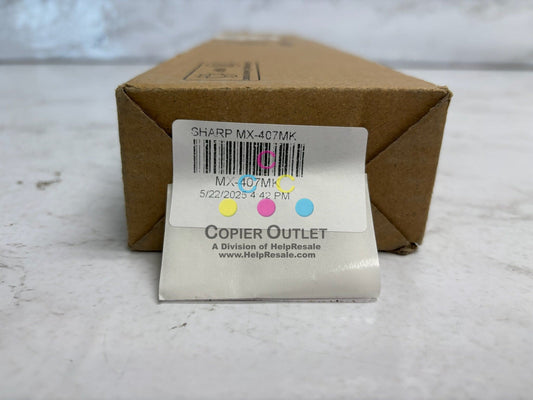 SHARP MX-407MK
MX-407MK
5/22/2025 4:42 PM
COPIER OUTLET
A Division of HelpResale
www.HelpResale.com